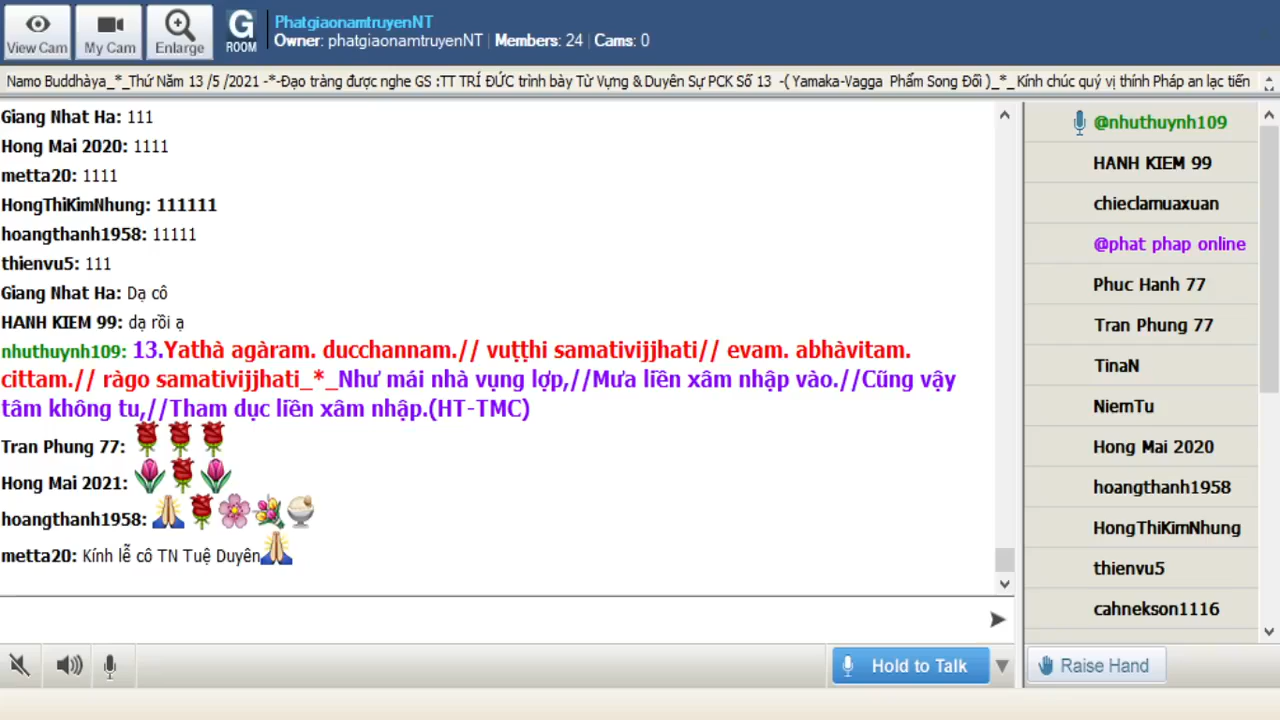 PhatgiaonamtruyenNT
View Cam
My Cam
Enlarge
G
ROOM
Owner: phatgiaonamtruyenNT | Members: 24 | Cams: 0
Namo Buddhàya_*_Thứ Năm 13 /5 /2021 -*-Đạo tràng được nghe GS :TT TRÍ ĐỨC trình bày Từ Vựng & Duyên Sự PCK Số 13 -( Yamaka-Vagga Phẩm Song Đối )_*_ Kính chúc quý vị thính Pháp an lạc tiến
Giang Nhat Ha: 111
Hong Mai 2020: 1111
metta20: 1111
HongThiKimNhung: 111111
hoangthanh1958: 11111
thienvu5: 111
Giang Nhat Ha: Dạ cô
HANH KIEM 99: dạ rồi ạ
nhuthuynh109: 13.Yathà agàram. ducchannam.// vuṭṭhi samativijjhati// evam. abhàvitam.
cittam.// ràgo samativijjhati_*_Như mái nhà vụng lợp,//Mưa liền xâm nhập vào.//Cũng vậy
tâm không tu,//Tham dục liền xâm nhập.(HT-TMC)
Tran Phung 77:
Hong Mai 2021:
hoangthanh1958:
metta20: Kính lễ cô TN Tuệ Duyên
@nhuthuynh109
HANH KIEM 99
chieclamuaxuan
@phat phap online
Phuc Hanh 77
Tran Phung 77
TinaN
NiemTu
Hong Mai 2020
hoangthanh1958
HongThiKimNhung
thienvu5
cahnekson1116
Hold to Talk
Raise Hand